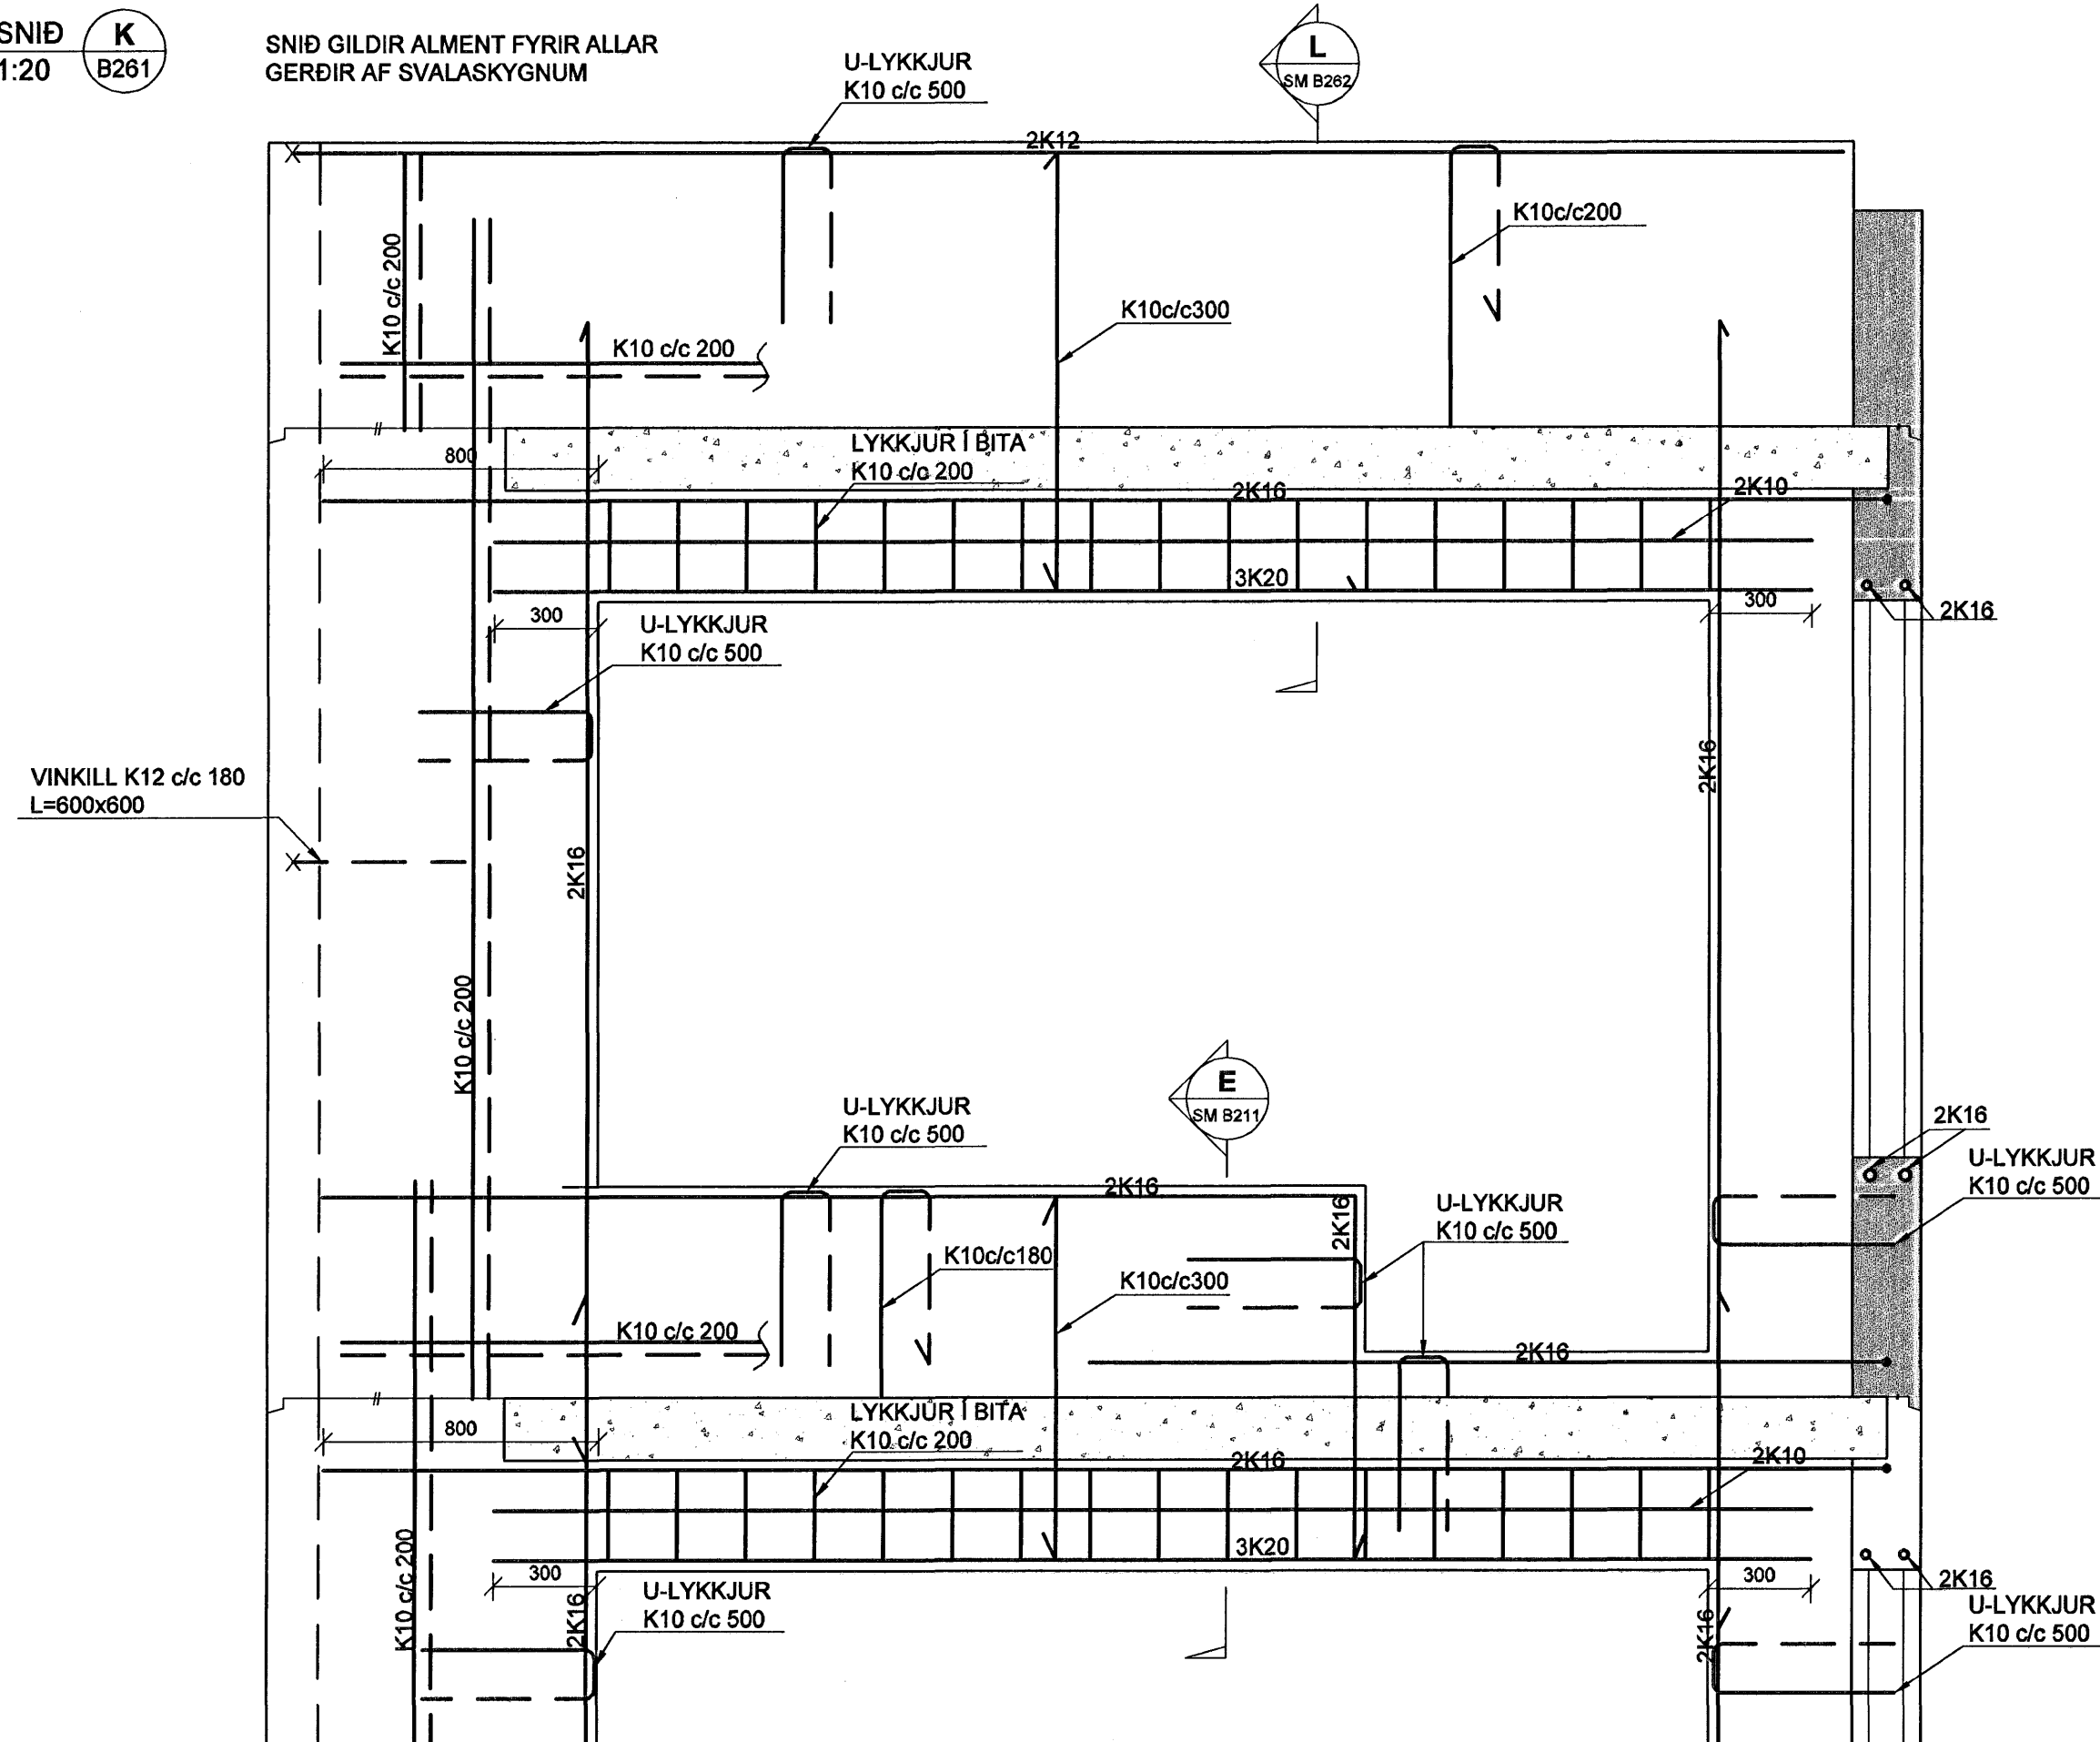 SNIÐ
K
1:20
B261
SNIÐ GILDIR ALMENT FYRIR ALLAR
GERÐIR AF SVALASKYGNUM
U-LYKKJUR
K10 c/c 500
L
SM B262
2K12
K10c/c200
K10 c/c 200
K10c/c300
K10 c/c 200
LYKKJUR Í BITA
K10 c/c 200
800
2K16
2K10
3K20
300
300
2K16
U-LYKKJUR
K10 c/c 500
VINKILL K12 c/c 180
L=600x600
2K16
2K16
K10 c/c 200
E
SM B211
U-LYKKJUR
K10 c/c 500
2K16
U-LYKKJUR
K10 c/c 500
2K16
2K16
U-LYKKJUR
K10 c/c 500
K10c/c180
K10c/c300
K10 c/c 200
2K16
LYKKJUR Í BITA
K10 c/c 200
800
2K16
2K10
3K20
300
300
2K16
K10 c/c 200
2K16
U-LYKKJUR
K10 c/c 500
2K16
U-LYKKJUR
K10 c/c 500